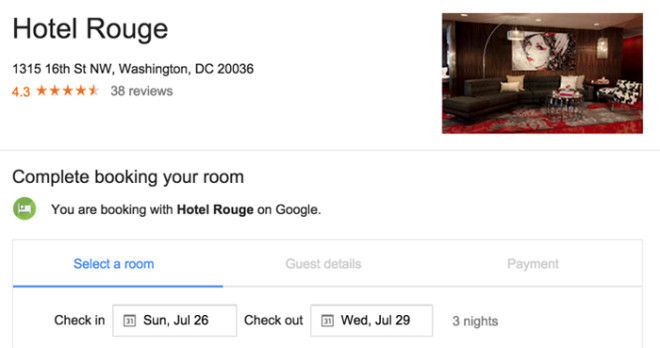 Hotel Rouge
1315 16th St NW, Washington, DC 20036
4.3 38 reviews
Complete booking your room
You are booking with Hotel Rouge on Google.
Select a room Guest details Payment
Check in 31 Sun, Jul 26 Check out 31 Wed, Jul 29 3 nights